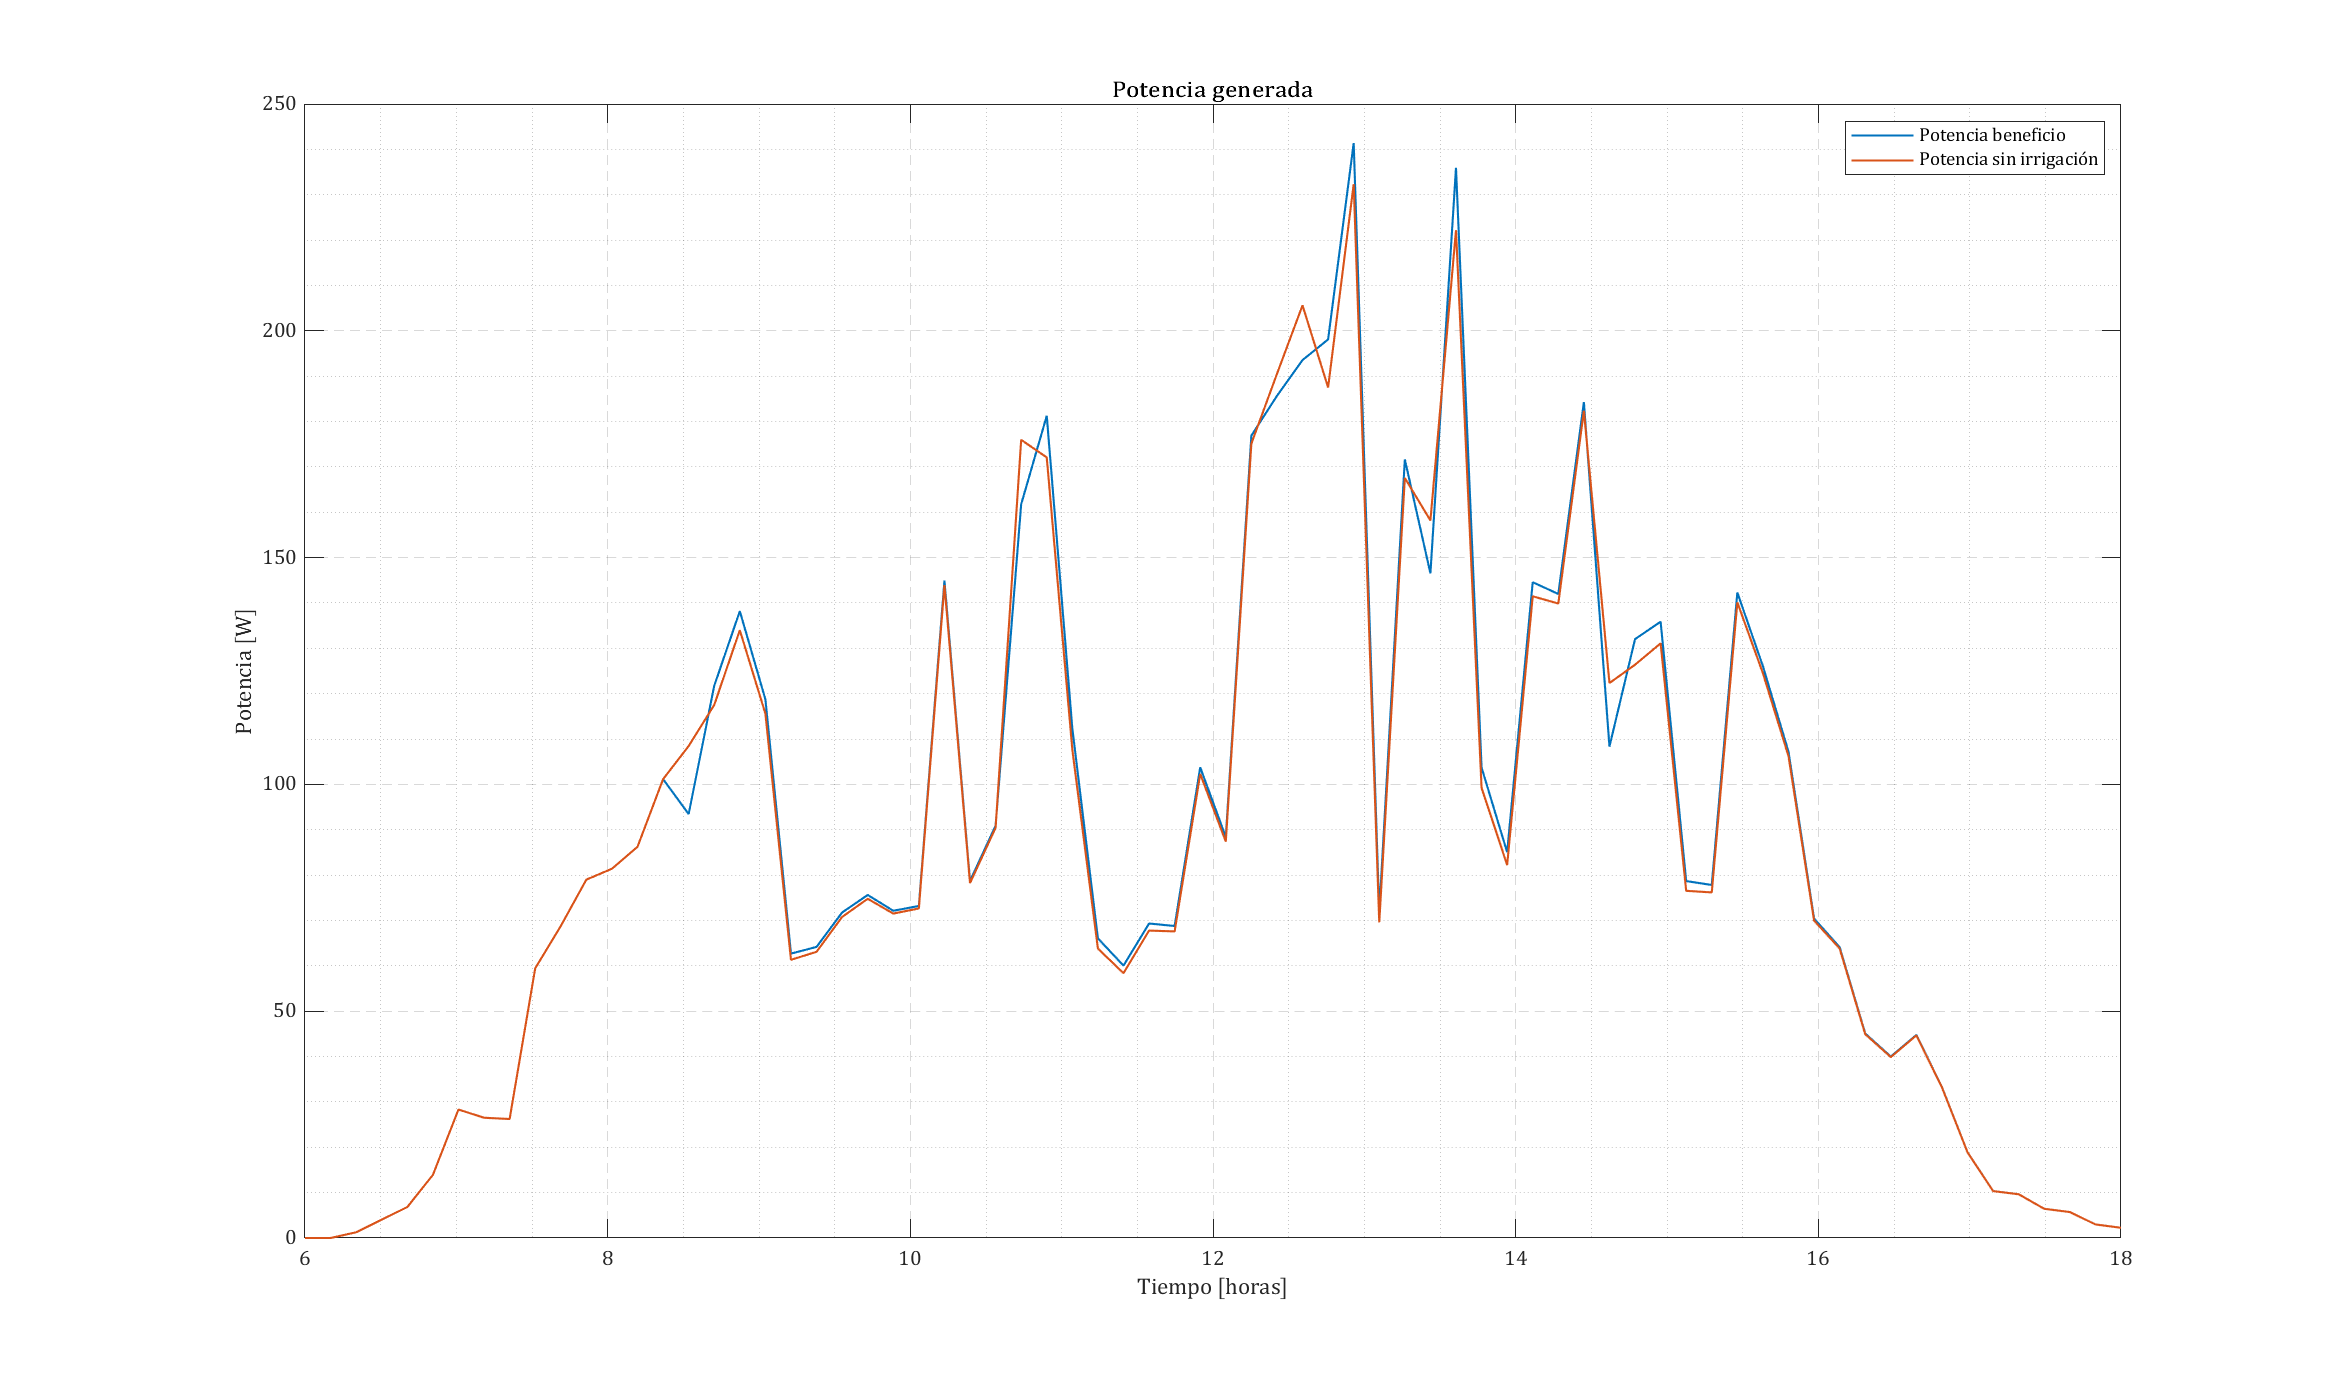 Potencia generada
250
200
150
100
50
0
Potencia [W]
Potencia beneficio
Potencia sin irrigación
6 8 10 12 14 16 18
Tiempo [horas]